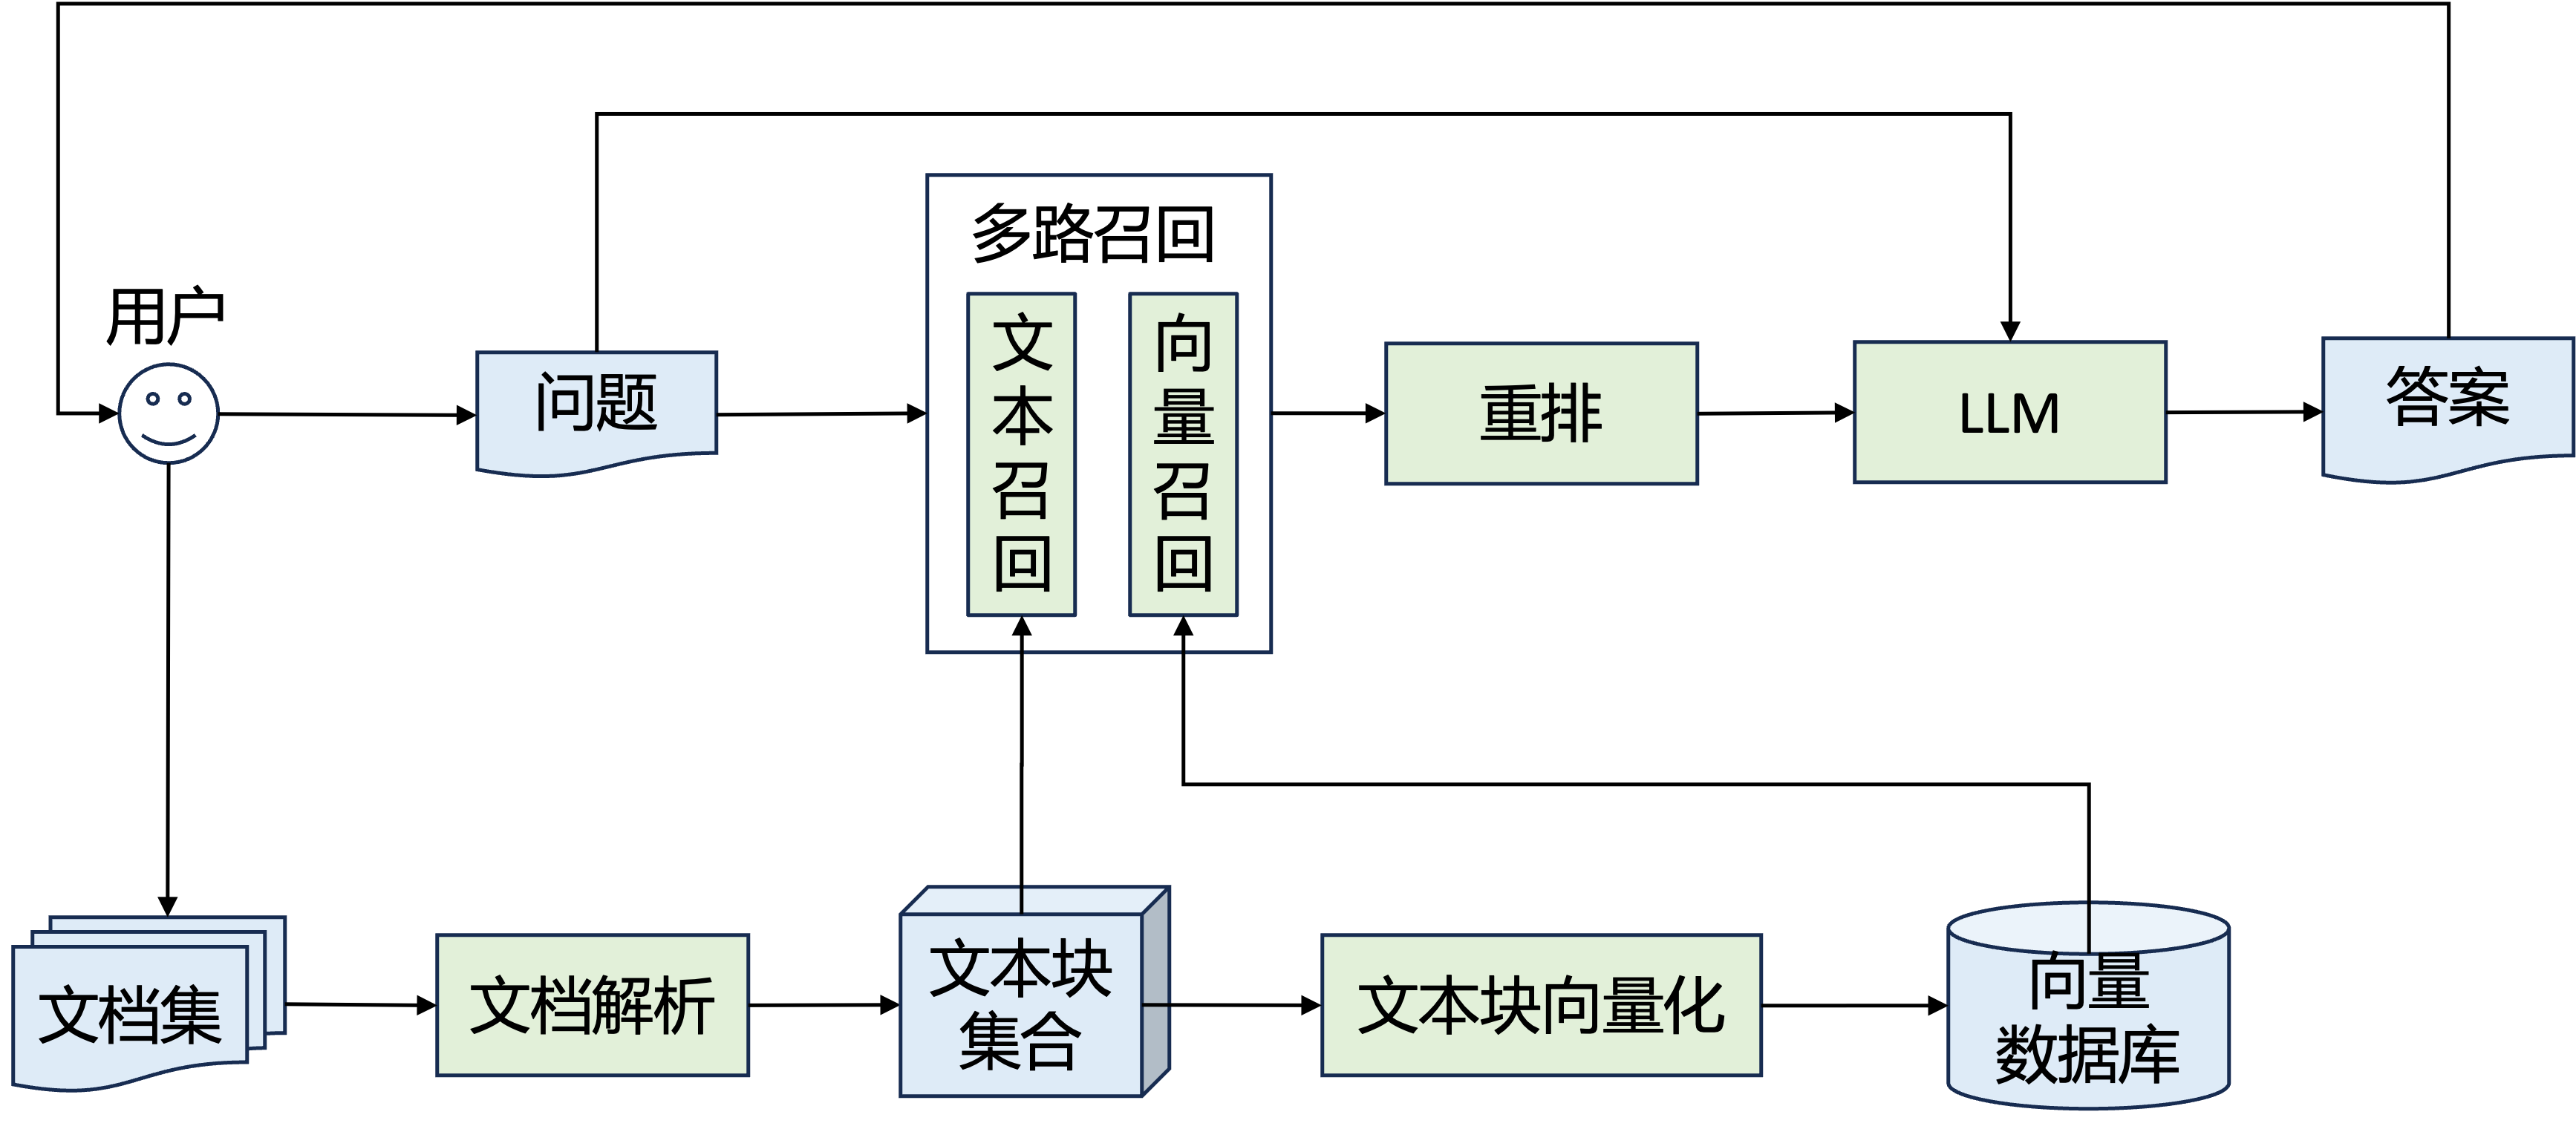 多路召回
用户
文本召回
向量召回
问题
重排
LLM
答案
文档集
文档解析
文本块
集合
文本块向量化
向量
数据库